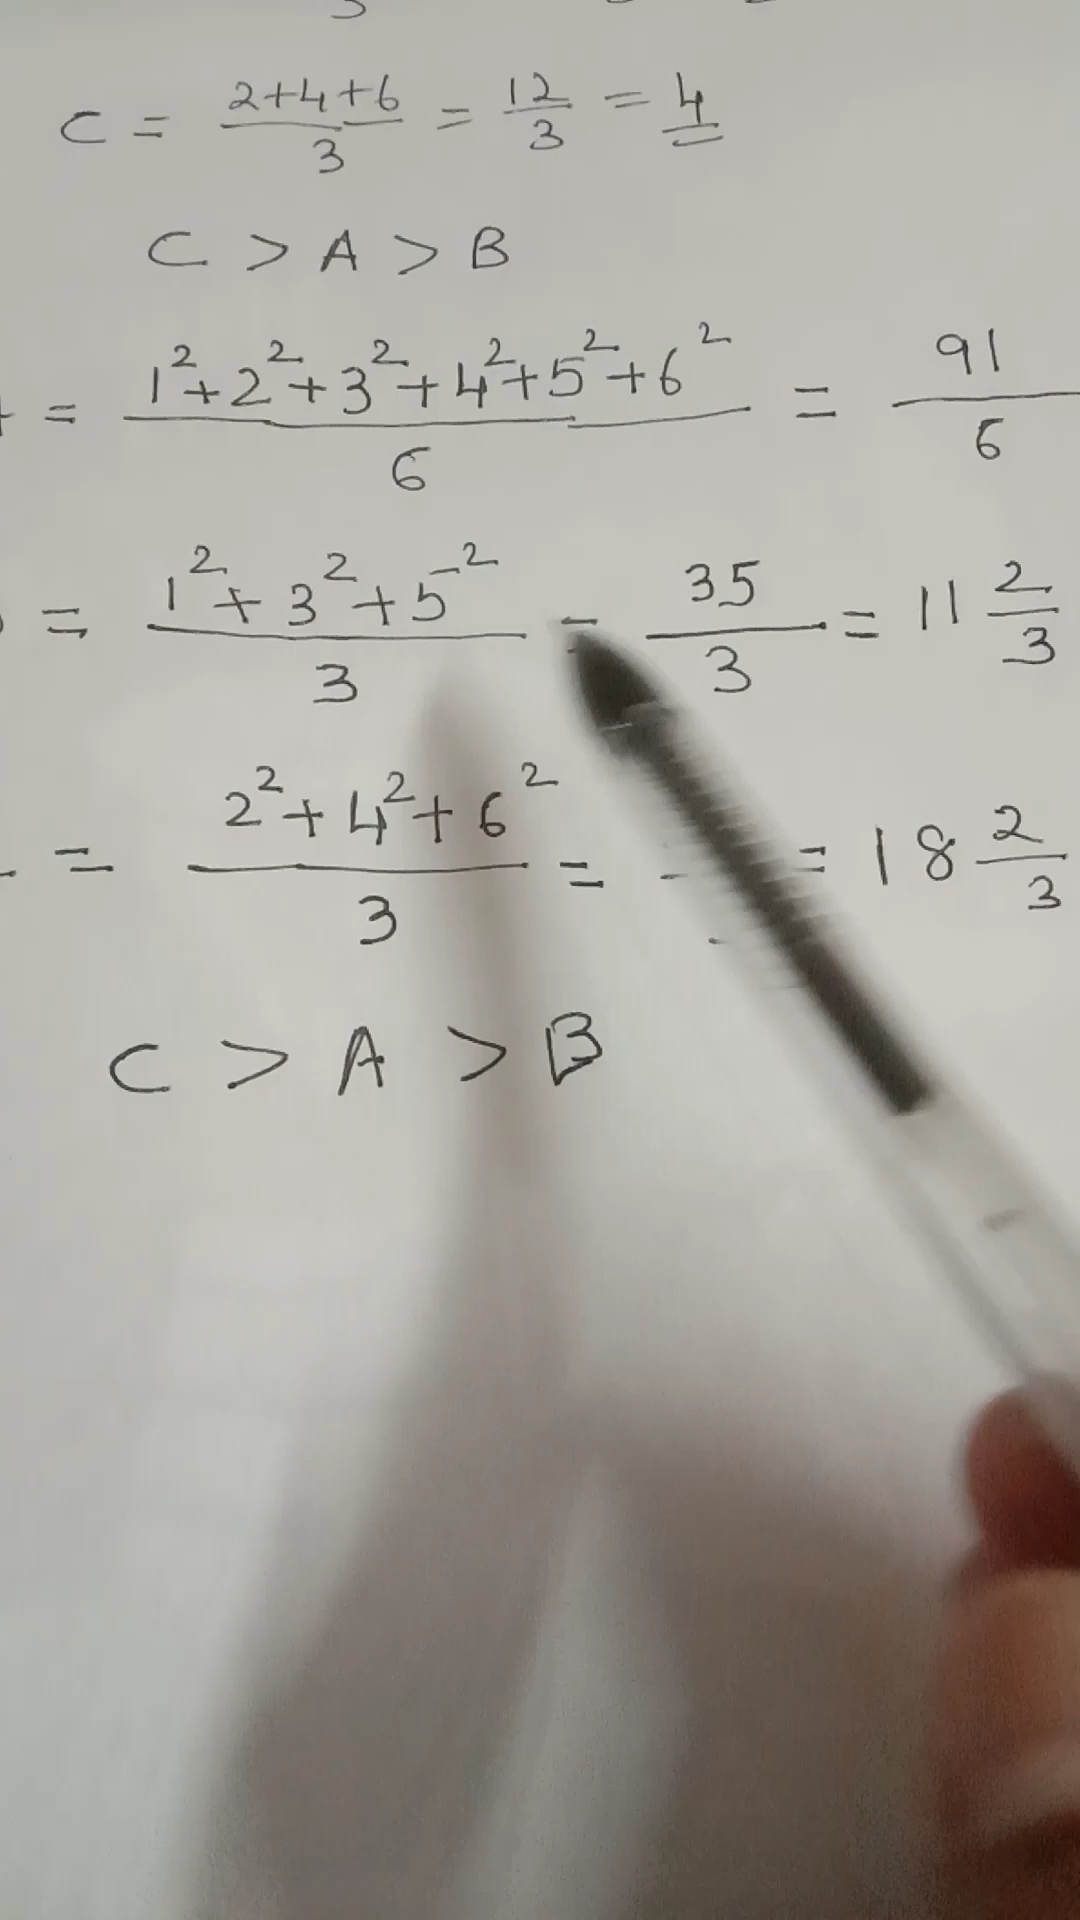 C = 2+4+6/3 = 12/3 = 4
C > A > B
= 1²+2²+3²+4²+5²+6²/6 = 91/6
= 1²+3²+5²/3 = 35/3 = 11 2/3
= 2²+4²+6²/3 = = 18 2/3
C > A > B